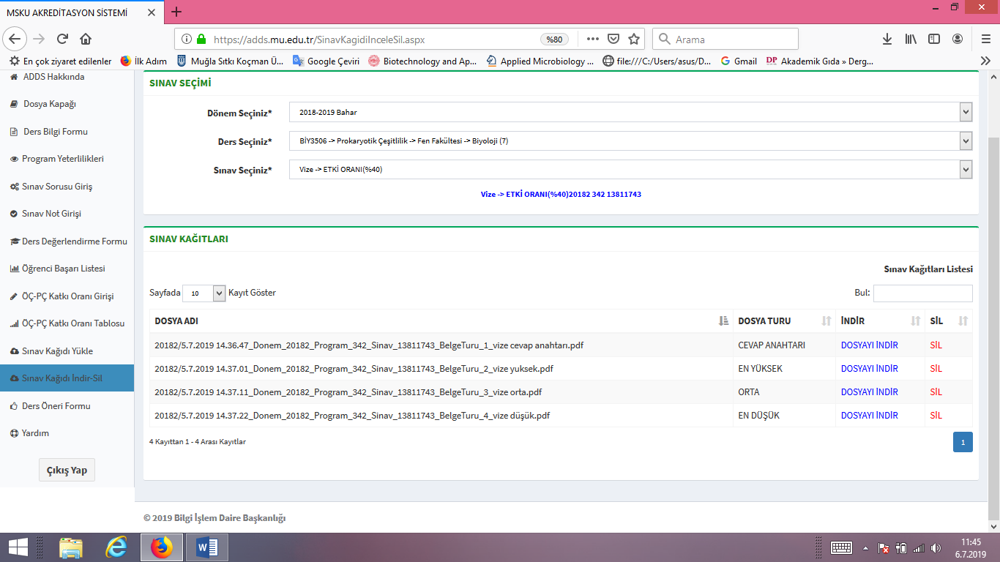 MSKU AKREDİTASYON SİSTEMİ
https://adds.mu.edu.tr/SinavKagidiInceleSil.aspx %80 Arama
En çok ziyaret edilenler İlk Adım Muğla Sıtkı Koçman Ü... Google Çeviri Biotechnology and Ap... Applied Microbiology ... file:///C:/Users/asus/D... Gmail Akademik Gıda » Derg...
ADDS Hakkında
Dosya Kapağı
Ders Bilgi Formu
Program Yeterlilikleri
Sınav Sorusu Giriş
Sınav Not Girişi
Ders Değerlendirme Formu
Öğrenci Başarı Listesi
ÖÇ-PÇ Katkı Oranı Girişi
ÖÇ-PÇ Katkı Oranı Tablosu
Sınav Kağıdı Yükle
Sınav Kağıdı İndir-Sil
Ders Öneri Formu
Yardım
Çıkış Yap
SINAV SEÇİMİ
Dönem Seçiniz* 2018-2019 Bahar
Ders Seçiniz* BİY3506 -> Prokaryotik Çeşitlilik -> Fen Fakültesi -> Biyoloji (7)
Sınav Seçiniz* Vize -> ETKİ ORANI(%40)
Vize -> ETKİ ORANI(%40)20182 342 13811743
SINAV KAĞITLARI
Sınav Kağıtları Listesi
Sayfada 10 Kayıt Göster Bul:
DOSYA ADI DOSYA TURU İNDİR SİL
20182/5.7.2019 14.36.47_Donem_20182_Program_342_Sinav_13811743_BelgeTuru_1_vize cevap anahtarı.pdf CEVAP ANAHTARI DOSYAYI İNDİR SİL
20182/5.7.2019 14.37.01_Donem_20182_Program_342_Sinav_13811743_BelgeTuru_2_vize yuksek.pdf EN YÜKSEK DOSYAYI İNDİR SİL
20182/5.7.2019 14.37.11_Donem_20182_Program_342_Sinav_13811743_BelgeTuru_3_vize orta.pdf ORTA DOSYAYI İNDİR SİL
20182/5.7.2019 14.37.22_Donem_20182_Program_342_Sinav_13811743_BelgeTuru_4_vize düşük.pdf EN DÜŞÜK DOSYAYI İNDİR SİL
4 Kayıttan 1 - 4 Arası Kayıtlar 1
© 2019 Bilgi İşlem Daire Başkanlığı
11:45
6.7.2019